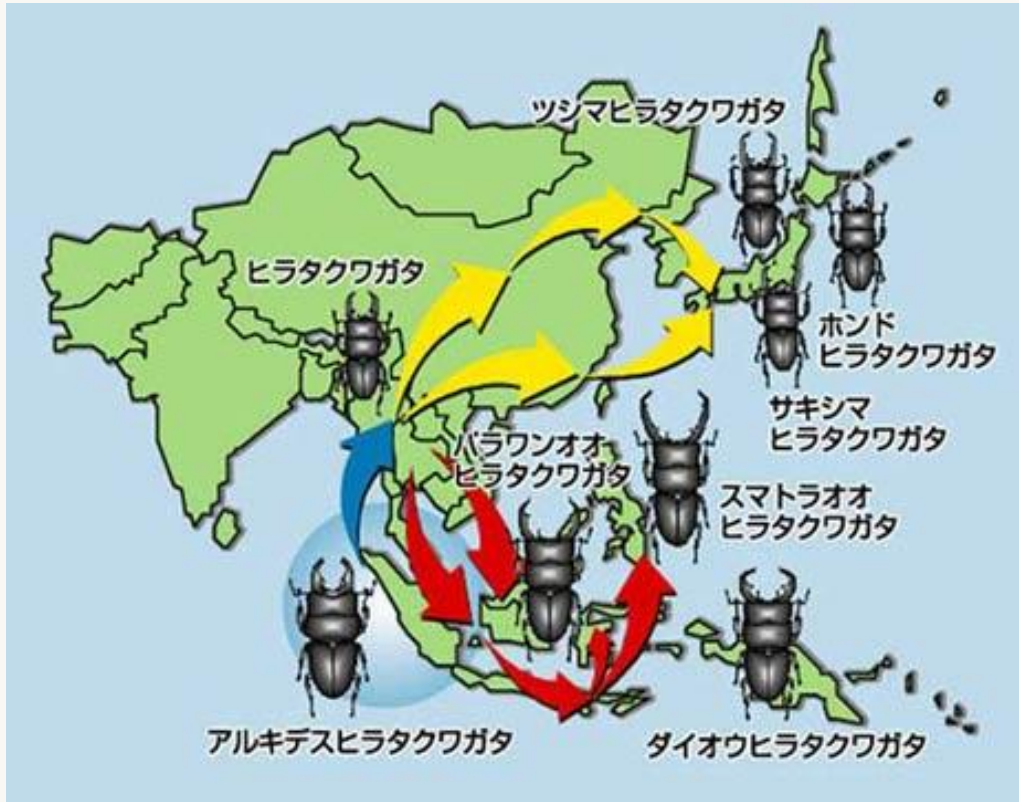 ツシマヒラタクワガタ
ヒラタクワガタ
ホンド
ヒラタクワガタ
サキシマ
ヒラタクワガタ
パラワンオオ
ヒラタクワガタ
スマトラオオ
ヒラタクワガタ
アルキデスヒラタクワガタ
ダイオウヒラタクワガタ